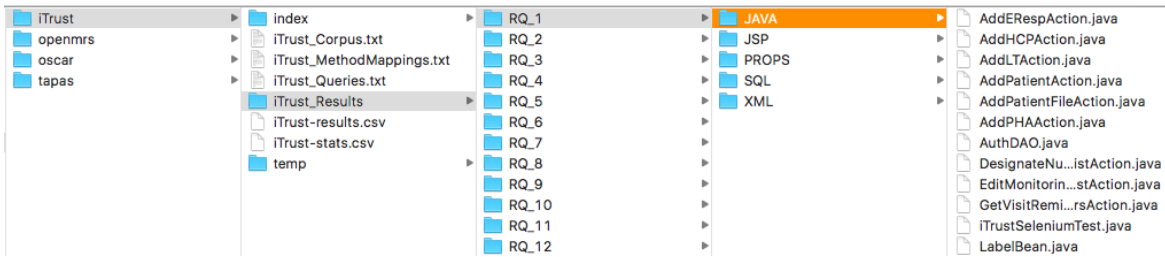 iTrust
openmrs
oscar
tapas
index
iTrust_Corpus.txt
iTrust_MethodMappings.txt
iTrust_Queries.txt
iTrust_Results
iTrust-results.csv
iTrust-stats.csv
temp
RQ_1
RQ_2
RQ_3
RQ_4
RQ_5
RQ_6
RQ_7
RQ_8
RQ_9
RQ_10
RQ_11
RQ_12
JAVA
JSP
PROPS
SQL
XML
AddERespAction.java
AddHCPAction.java
AddLTAction.java
AddPatientAction.java
AddPatientFileAction.java
AddPHAAction.java
AuthDAO.java
DesignateNu...istAction.java
EditMonitorin...stAction.java
GetVisitRemi...rsAction.java
iTrustSeleniumTest.java
LabelBean.java